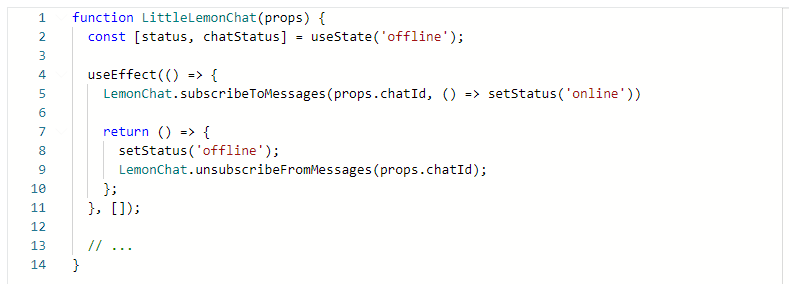 1 function LittleLemonChat(props) {
2 const [status, chatStatus] = useState('offline');
3
4 useEffect(() => {
5 LemonChat.subscribeToMessages(props.chatId, () => setStatus('online'))
6
7 return () => {
8 setStatus('offline');
9 LemonChat.unsubscribeFromMessages(props.chatId);
10 };
11 }, []);
12
13 // ...
14 }